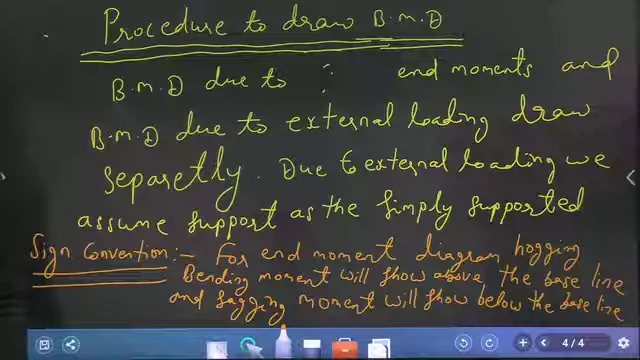 Procedure to draw B.M.D
B.M.D due to : end moments and
B.M.D due to external loading draw
separetly. Due to external loading we
assume support as the simply supported
Sign Convention :- For end moment diagram, hogging
Bending moment will show above the base line
and sagging moment will show below the base line
4 / 4